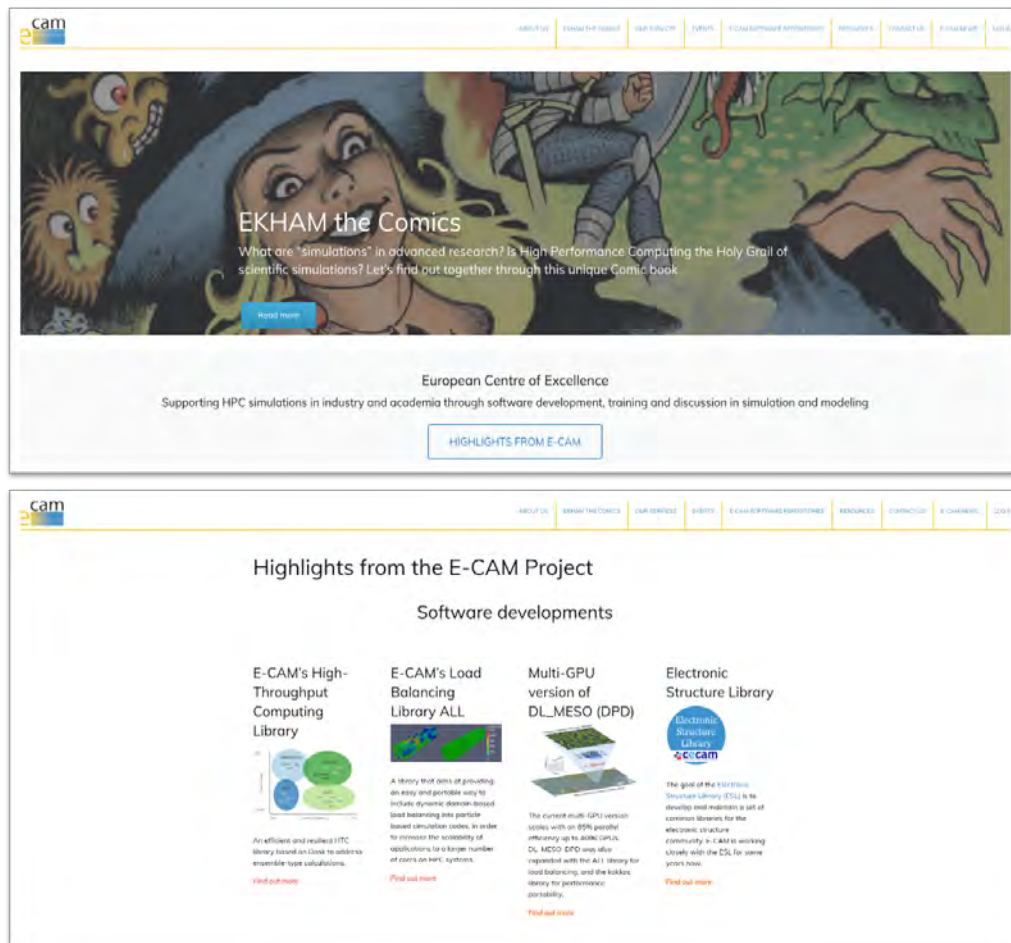 e cam
ABOUT US EKHAM THE COMICS OUR SERVICES EVENTS E-CAM SOFTWARE REPOSITORIES RESOURCES CONTACT US E-CAM NEWS
EKHAM the Comics
What are "simulations" in advanced research? Is High Performance Computing the Holy Grail of
scientific simulations? Let's find out together through this unique Comic book
Read more
European Centre of Excellence
Supporting HPC simulations in industry and academia through software development, training and discussion in simulation and modeling
HIGHLIGHTS FROM E-CAM
e cam
ABOUT US EKHAM THE COMICS OUR SERVICES EVENTS E-CAM SOFTWARE REPOSITORIES RESOURCES CONTACT US E-CAM NEWS
Highlights from the E-CAM Project
Software developments
E-CAM's High-
Throughput
Computing
Library
An efficient and resilient HTC
library based on Dask to address
ensemble-type calculations.
Find out more
E-CAM's Load
Balancing
Library ALL
A library that aims at providing
an easy and portable way to
include dynamic domain-based
load balancing into particle
based simulation codes, in order
to increase the scalability of
applications to a larger number
of cores on HPC systems.
Find out more
Multi-GPU
version of
DL_MESO (DPD)
The current multi-GPU version
scales with an 85% parallel
efficiency up to 4096 GPUs.
DL_MESO_DPD was also
expanded with the ALL library for
load balancing, and the kokkos
library for performance
portability.
Find out more
Electronic
Structure Library
Electronic
Structure
Library
cecam
The goal of the Electronic
Structure Library (ESL) is to
develop and maintain a set of
common libraries for the
electronic structure
community. E-CAM is working
closely with the ESL for some
years now.
Find out more